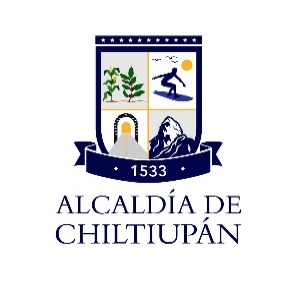 · 1533 ·
ALCALDÍA DE
CHILTIUPÁN